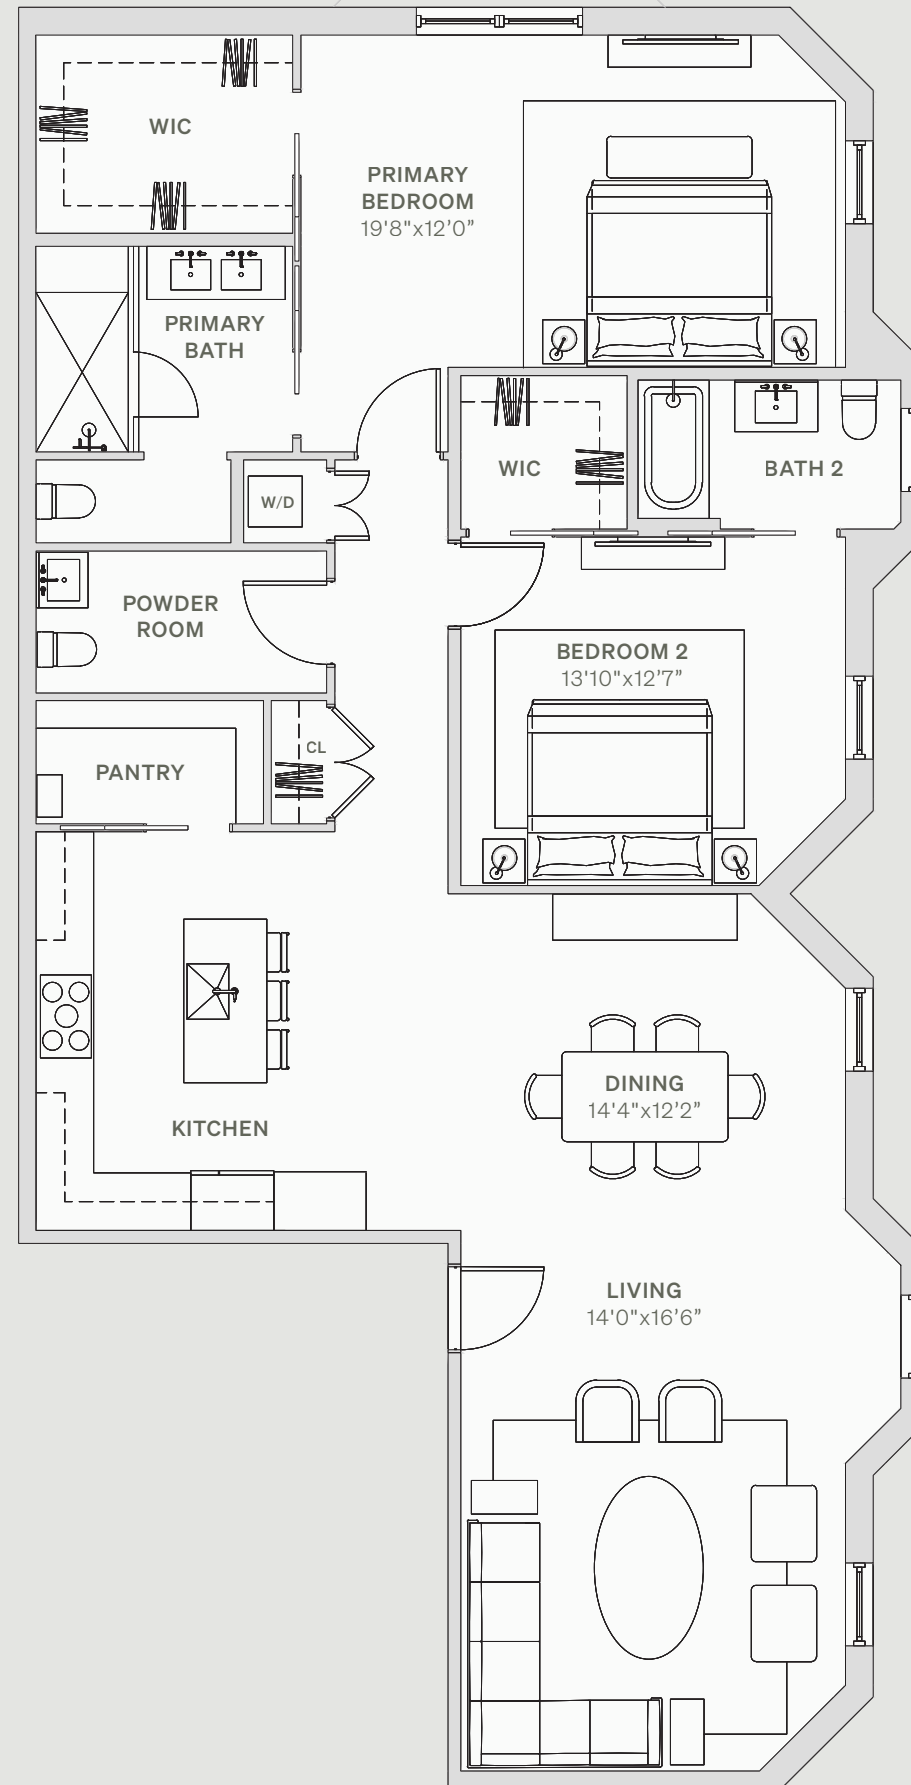 WIC
PRIMARY
BEDROOM
19'8"x12'0”
PRIMARY
BATH
WIC
BATH 2
W/D
POWDER
ROOM
BEDROOM 2
13'10"x12’7”
CL
PANTRY
DINING
14'4"x12'2”
KITCHEN
LIVING
14'0"x16’6”